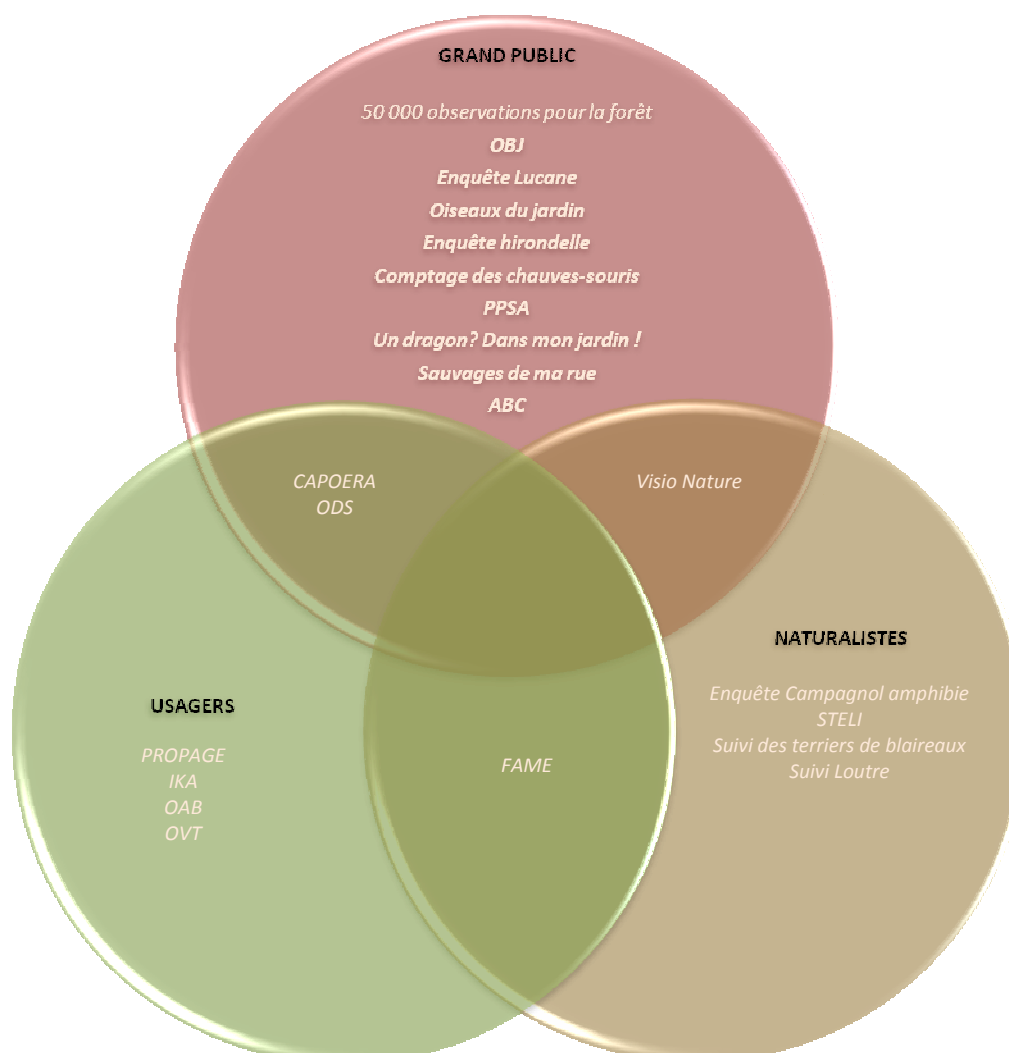 GRAND PUBLIC
50 000 observations pour la forêt
OBJ
Enquête Lucane
Oiseaux du jardin
Enquête hirondelle
Comptage des chauves-souris
PPSA
Un dragon? Dans mon jardin !
Sauvages de ma rue
ABC
CAPOERA
ODS
Visio Nature
NATURALISTES
Enquête Campagnol amphibie
STELI
Suivi des terriers de blaireaux
Suivi Loutre
USAGERS
PROPAGE
IKA
OAB
OVT
FAME